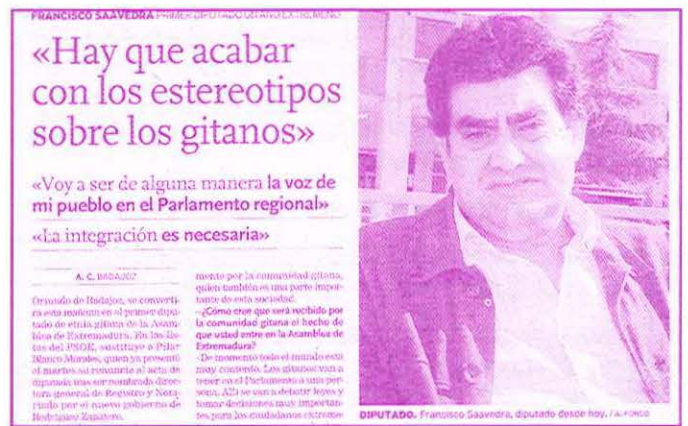 FRANCISCO SAAVEDRA PRIMER DIPUTADO GITANO EXTREMEÑO
«Hay que acabar
con los estereotipos
sobre los gitanos»
«Voy a ser de alguna manera la voz de
mi pueblo en el Parlamento regional»
«La integración es necesaria»
A. C. BADAJOZ
Oriundo de Badajoz, se converti-
rá esta mañana en el primer dipu-
tado de etnia gitana de la Asam-
blea de Extremadura. En las lis-
tas del PSOE, sustituye a Pilar
Blanco Morales, quien ya presentó
el martes su renuncia al acta de
diputada tras ser nombrada direc-
tora general de Registro y Nota-
riado por el nuevo gobierno de
Rodríguez Zapatero.
mente por la comunidad gitana,
quien también es una parte impor-
tante de esta sociedad.
-¿Cómo cree que será recibido por
la comunidad gitana el hecho de
que usted entre en la Asamblea de
Extremadura?
-De momento todo el mundo está
muy contento. Los gitanos van a
tener en el Parlamento a una per-
sona. Allí se van a debatir leyes y
tomar decisiones muy importan-
tes para los ciudadanos extreme-
DIPUTADO. Francisco Saavedra, diputado desde hoy. / A. FONSO